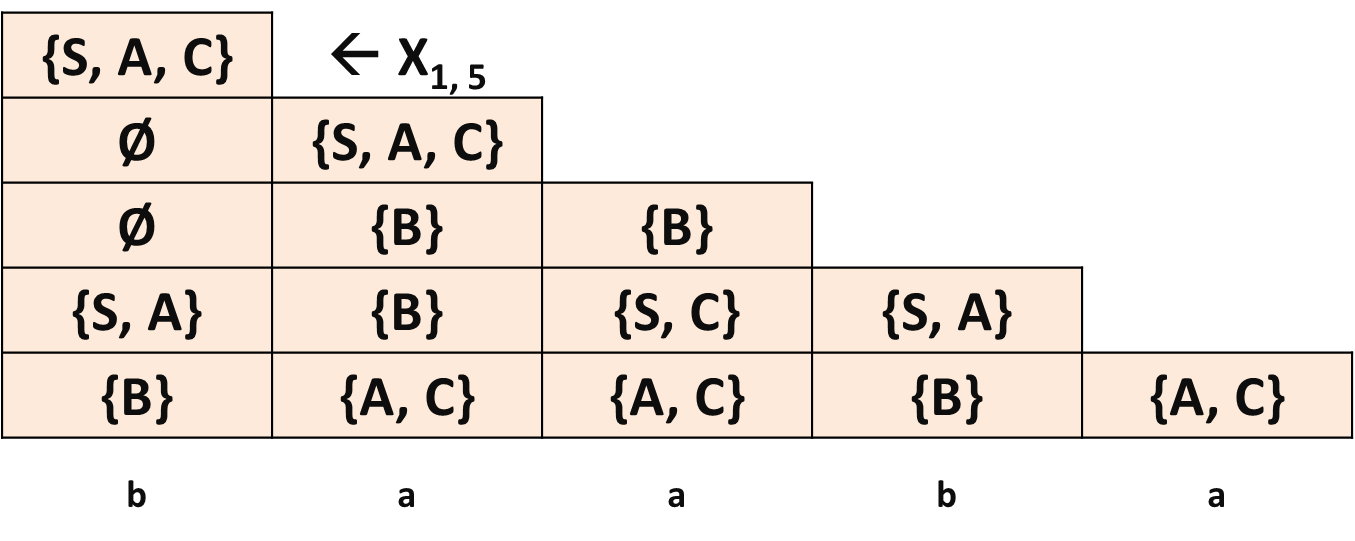 {S, A, C} ← X1, 5
Ø {S, A, C}
Ø {B} {B}
{S, A} {B} {S, C} {S, A}
{B} {A, C} {A, C} {B} {A, C}
b a a b a